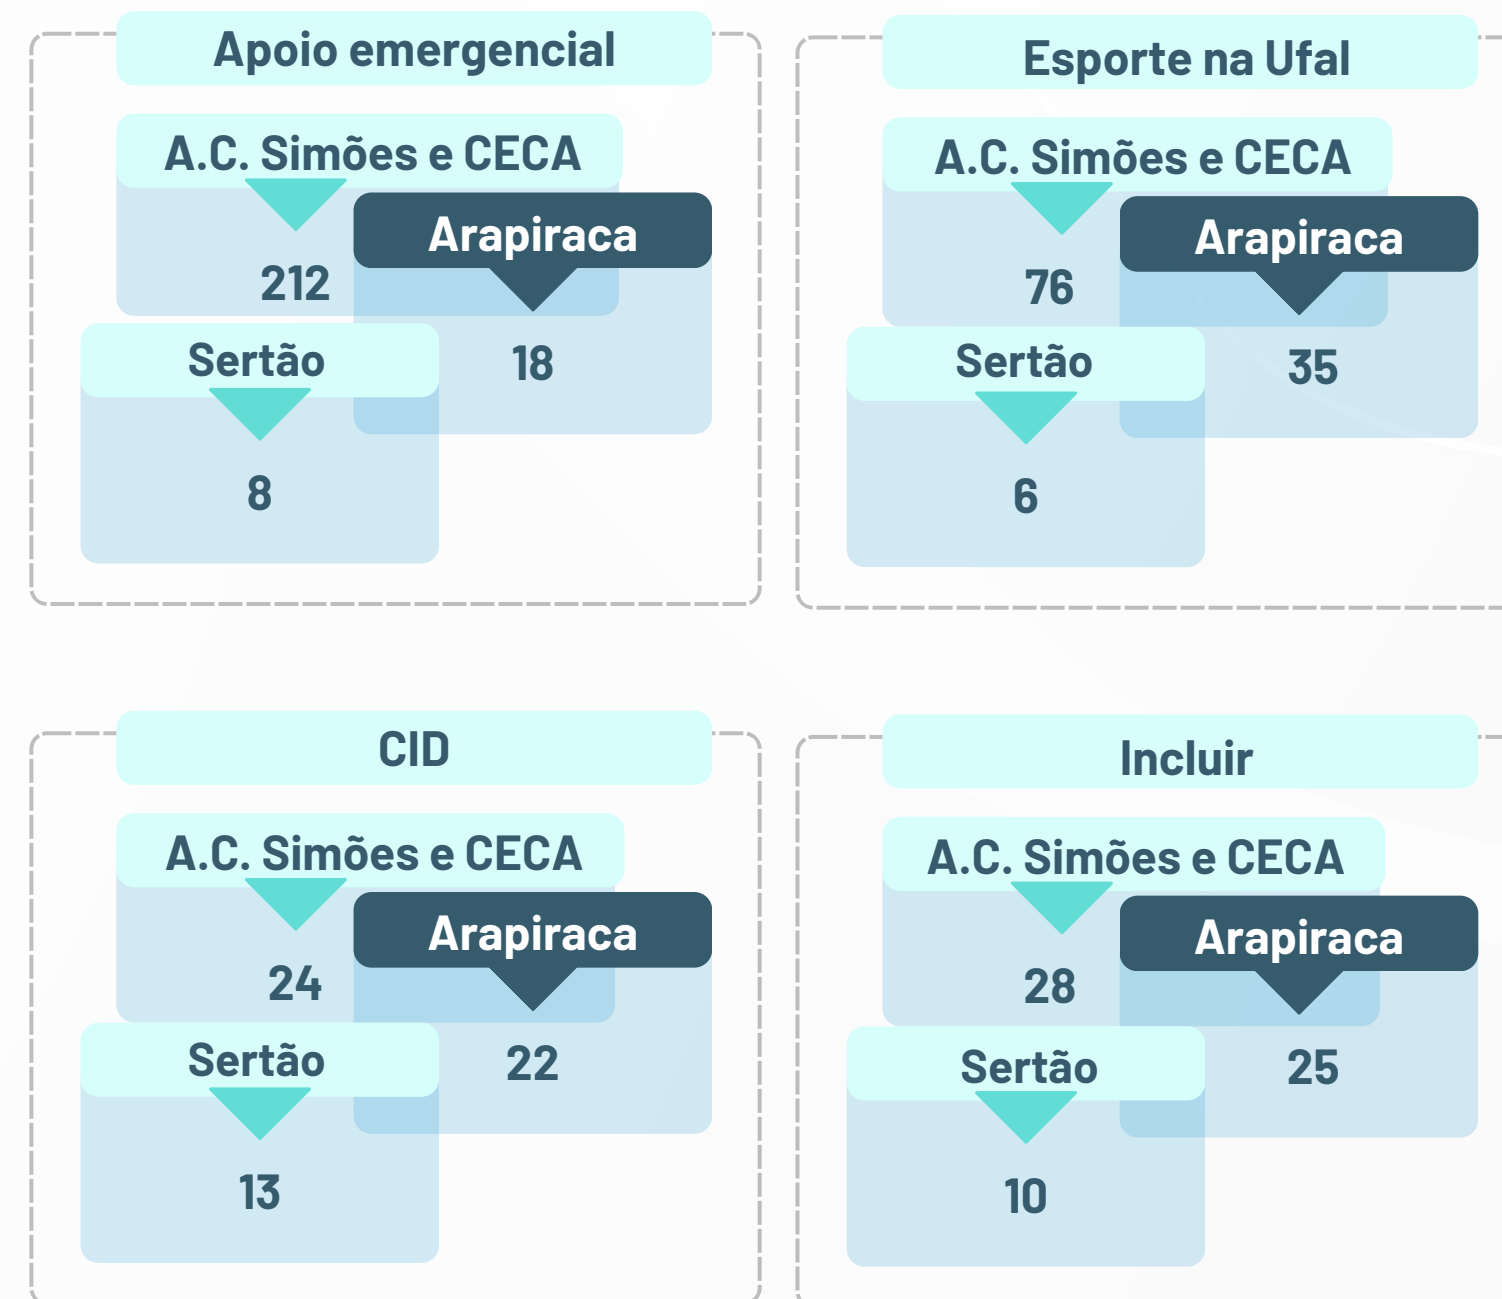 Apoio emergencial
A.C. Simões e CECA
212
Arapiraca
18
Sertão
8
Esporte na Ufal
A.C. Simões e CECA
76
Arapiraca
35
Sertão
6
CID
A.C. Simões e CECA
24
Arapiraca
22
Sertão
13
Incluir
A.C. Simões e CECA
28
Arapiraca
25
Sertão
10